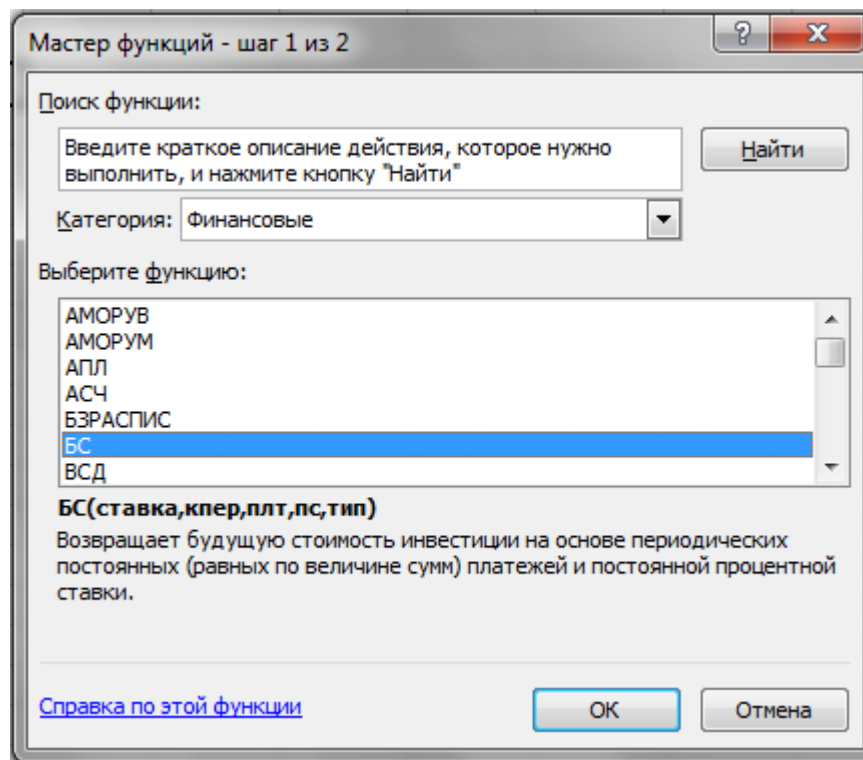 Мастер функций - шаг 1 из 2
Поиск функции:
Введите краткое описание действия, которое нужно
выполнить, и нажмите кнопку "Найти"
Найти
Категория: Финансовые
Выберите функцию:
АМОРУВ
АМОРУМ
АПЛ
АСЧ
БЗРАСПИС
БС
ВСД
БС(ставка,кпер,плт,пс,тип)
Возвращает будущую стоимость инвестиции на основе периодических
постоянных (равных по величине сумм) платежей и постоянной процентной
ставки.
Справка по этой функции
ОК
Отмена